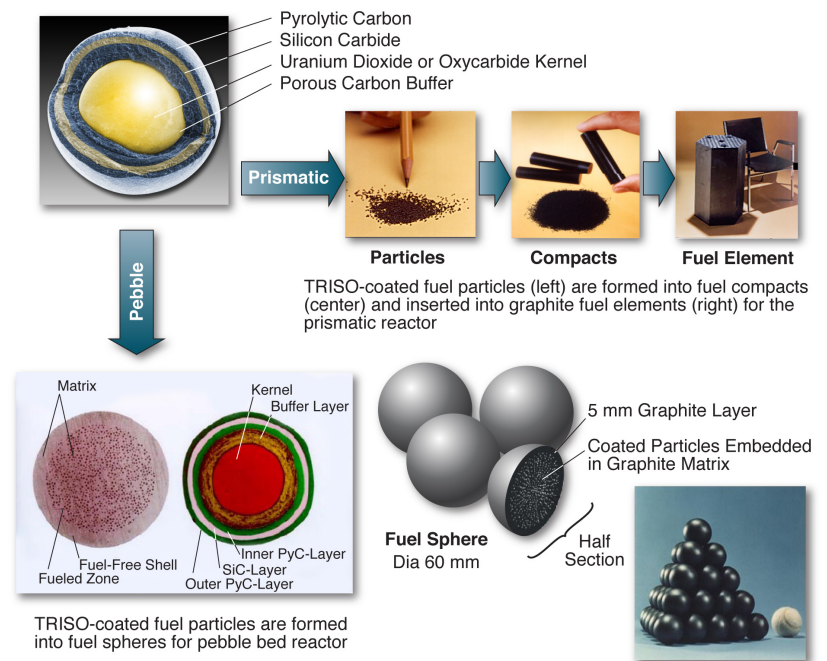 Pyrolytic Carbon
Silicon Carbide
Uranium Dioxide or Oxycarbide Kernel
Porous Carbon Buffer
Prismatic
Particles
Compacts
Fuel Element
TRISO-coated fuel particles (left) are formed into fuel compacts
(center) and inserted into graphite fuel elements (right) for the
prismatic reactor
Pebble
Matrix
Kernel
Buffer Layer
Fuel-Free Shell
Fueled Zone
Inner PyC-Layer
SiC-Layer
Outer PyC-Layer
TRISO-coated fuel particles are formed
into fuel spheres for pebble bed reactor
5 mm Graphite Layer
Coated Particles Embedded
in Graphite Matrix
Fuel Sphere
Dia 60 mm
Half
Section